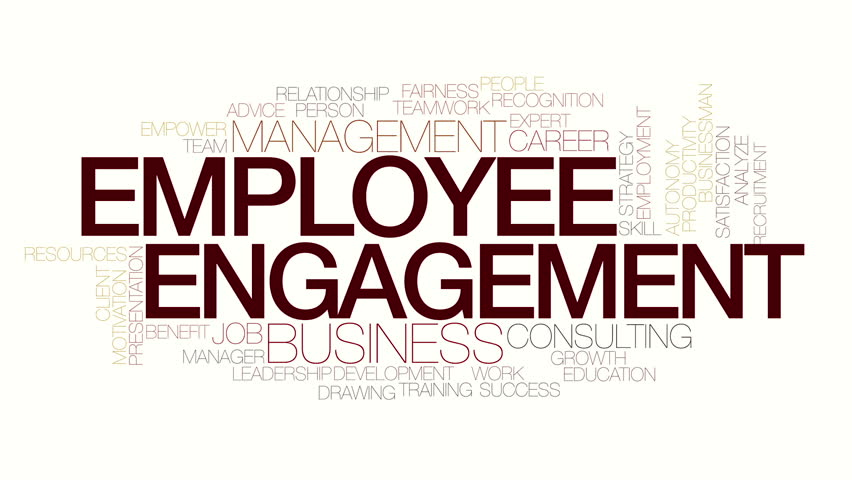 PEOPLE
RELATIONSHIP FAIRNESS RECOGNITION
ADVICE PERSON TEAMWORK
EMPOWER MANAGEMENT EXPERT
TEAM CAREER
EMPLOYEE
SKILL
STRATEGY
EMPLOYMENT
AUTONOMY
PRODUCTIVITY
BUSINESSMAN
SATISFACTION
ANALYZE
RECRUITMENT
RESOURCES
ENGAGEMENT
CLIENT
MOTIVATION
PRESENTATION
BENEFIT JOB BUSINESS CONSULTING
MANAGER GROWTH
LEADERSHIP DEVELOPMENT WORK EDUCATION
DRAWING TRAINING SUCCESS